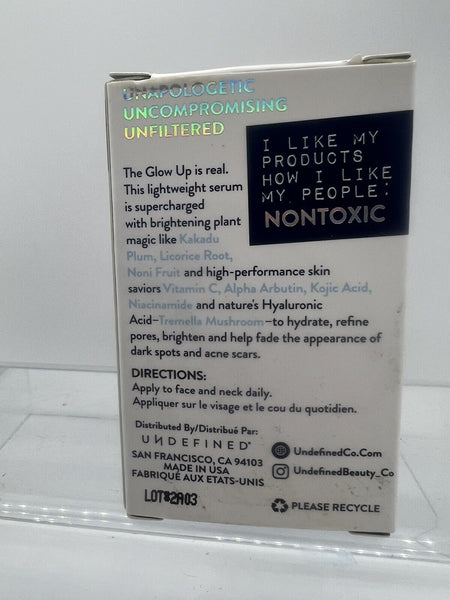 UNAPOLOGETIC
UNCOMPROMISING
UNFILTERED
I LIKE MY
PRODUCTS
HOW I LIKE
MY PEOPLE:
NONTOXIC
The Glow Up is real.
This lightweight serum
is supercharged
with brightening plant
magic like Kakadu
Plum, Licorice Root,
Noni Fruit and high-performance skin
saviors Vitamin C, Alpha Arbutin, Kojic Acid,
Niacinamide and nature's Hyaluronic
Acid—Tremella Mushroom—to hydrate, refine
pores, brighten and help fade the appearance of
dark spots and acne scars.
DIRECTIONS:
Apply to face and neck daily.
Appliquer sur le visage et le cou du quotidien.
Distributed By/Distribué Par:
UNDEFINED®
SAN FRANCISCO, CA 94103
MADE IN USA
FABRIQUÉ AUX ETATS-UNIS
UndefinedCo.Com
UndefinedBeauty_Co
LOT#2A03
PLEASE RECYCLE